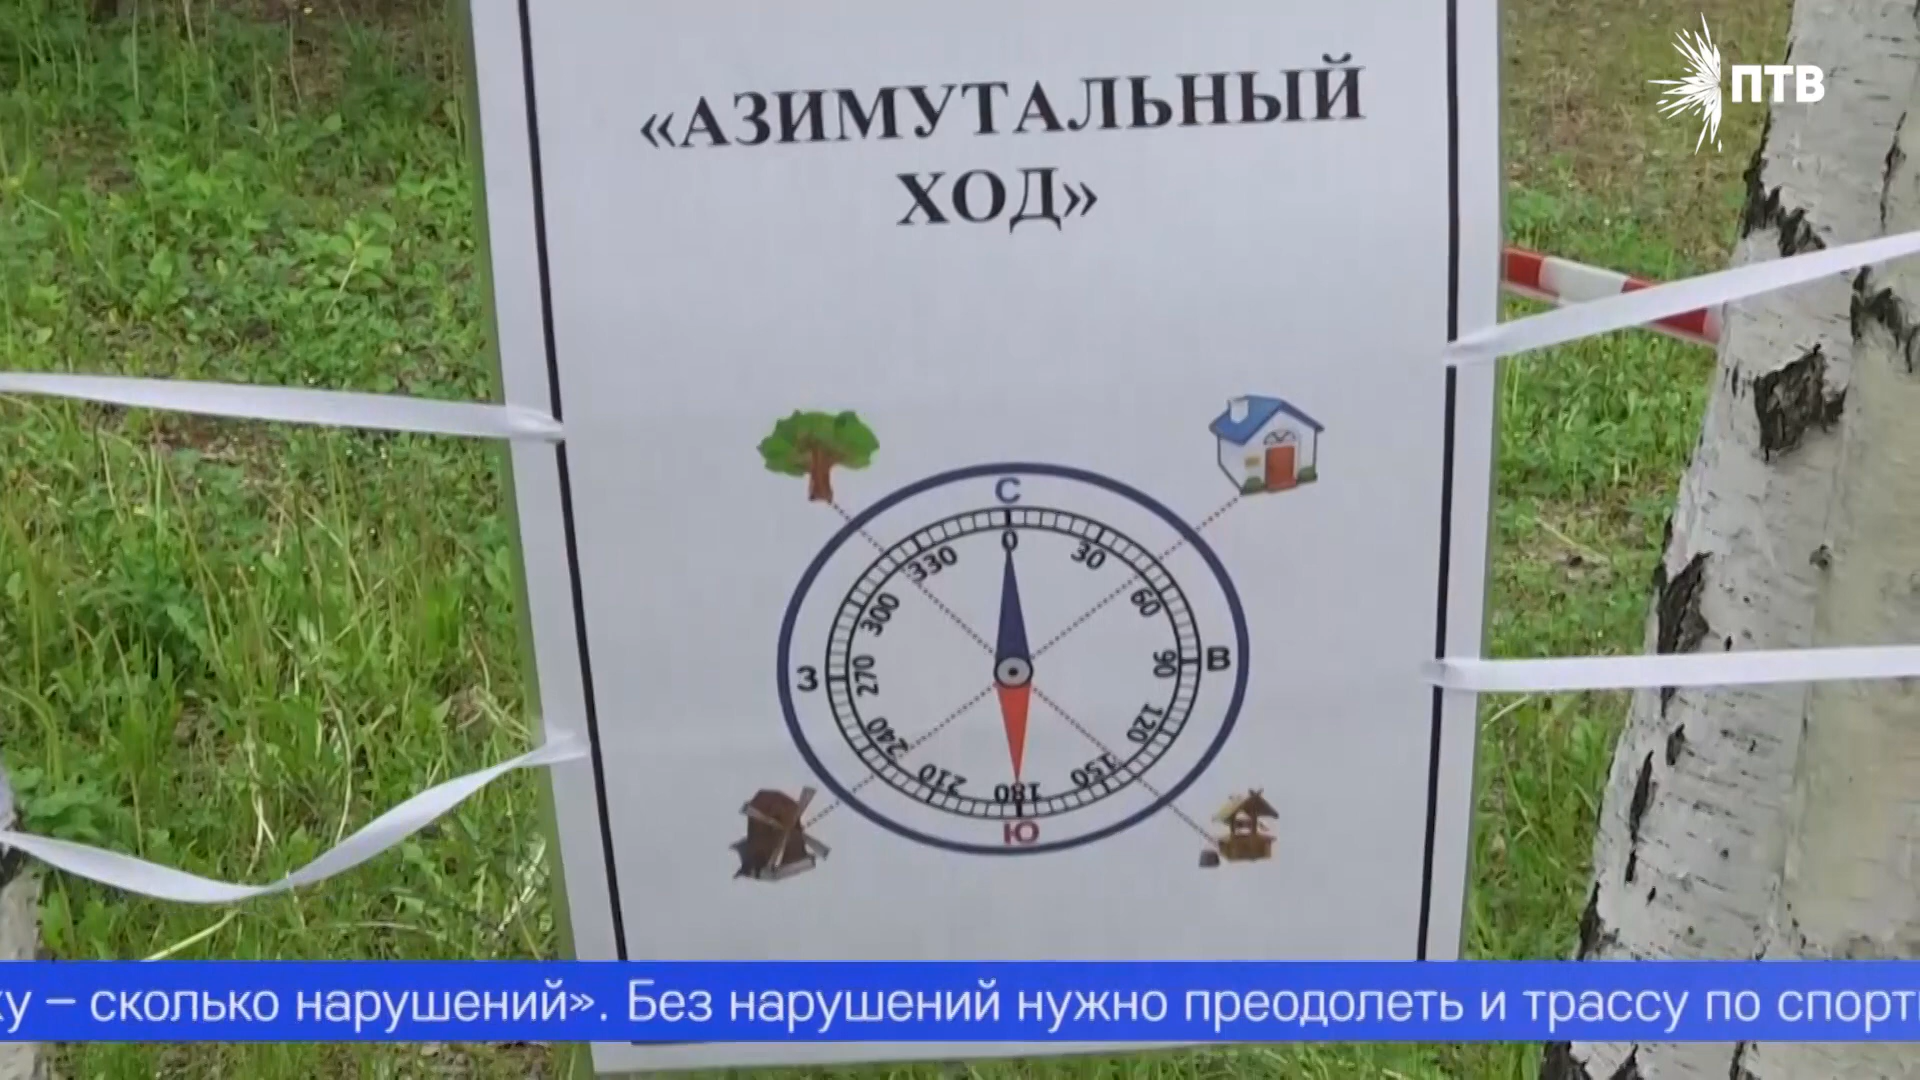 ПТВ
«АЗИМУТАЛЬНЫЙ
ХОД»
С
0
330
30
300
60
З
270
90
В
240
120
210
150
180
Ю
– сколько нарушений». Без нарушений нужно преодолеть и трассу по